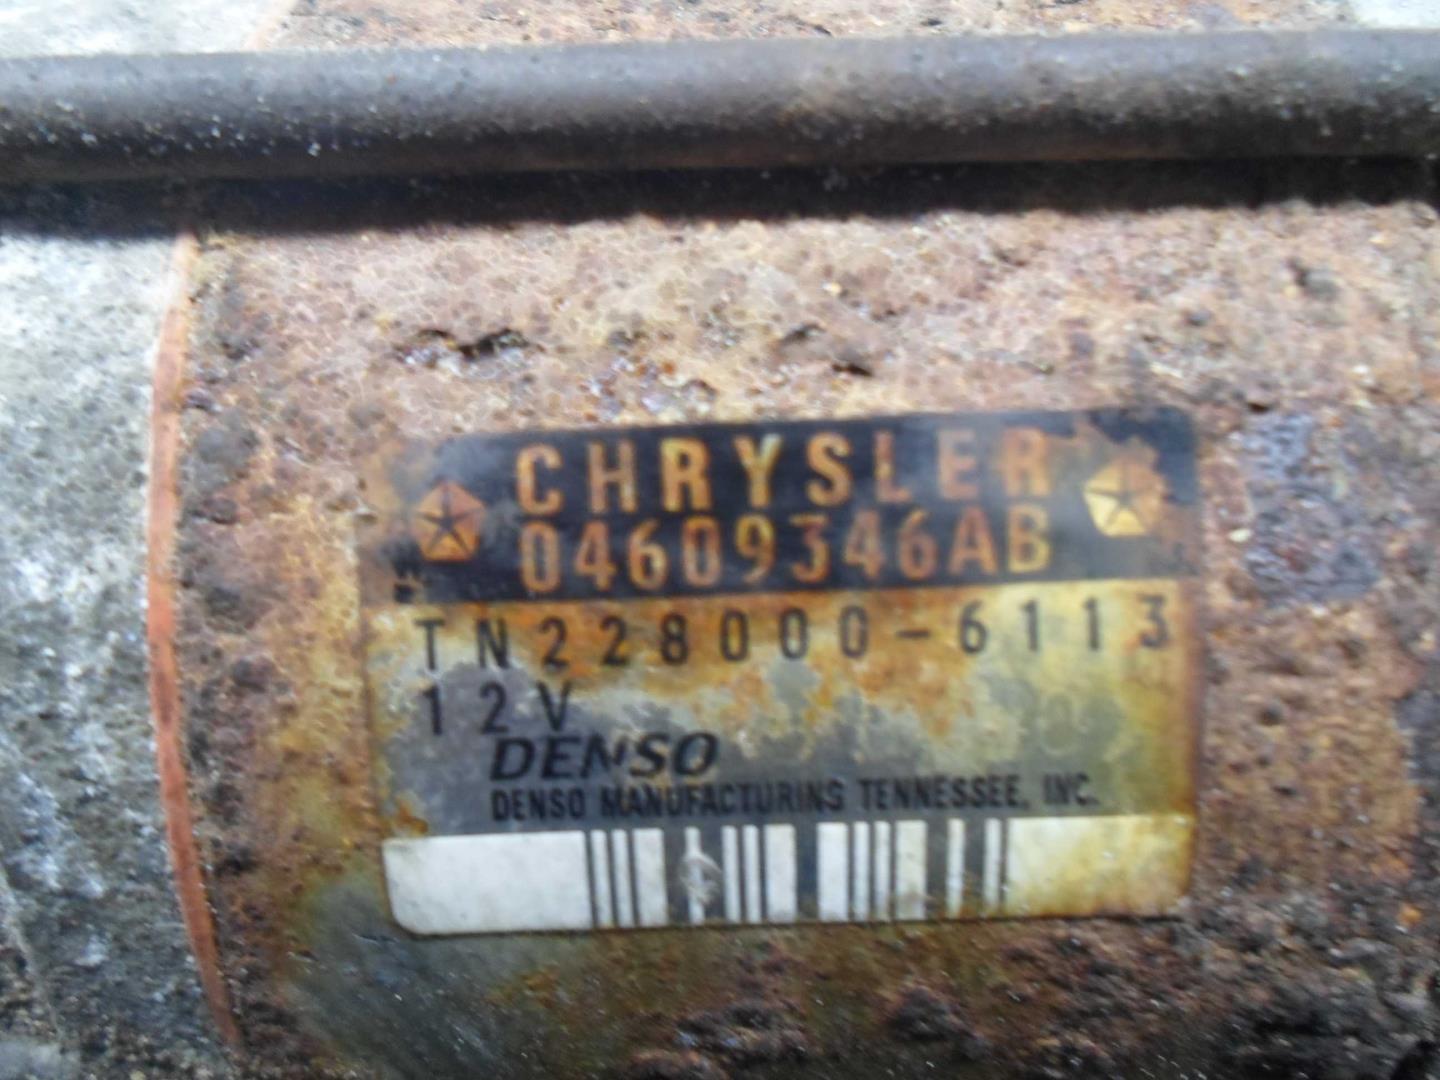 CHRYSLER
04609346AB
TN228000-6113
12V
DENSO
DENSO MANUFACTURING TENNESSEE, INC.